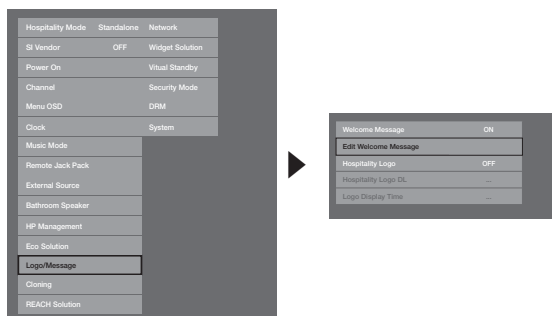 Hospitality Mode Standalone Network
SI Vendor OFF Widget Solution
Power On Vitual Standby
Channel Security Mode
Menu OSD DRM
Clock System
Music Mode
Remote Jack Pack
External Source
Bathroom Speaker
HP Management
Eco Solution
Logo/Message
Cloning
REACH Solution
Welcome Message ON
Edit Welcome Message
Hospitality Logo OFF
Hospitality Logo DL ...
Logo Display Time ...